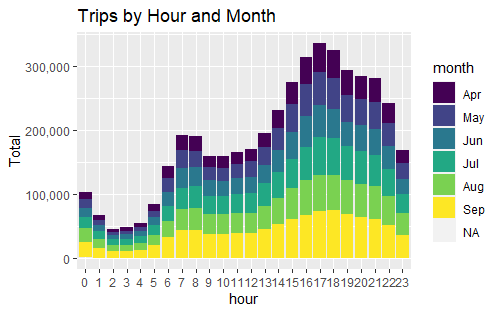 Trips by Hour and Month
300,000
200,000
100,000
0
Total
0 1 2 3 4 5 6 7 8 9 10 11 12 13 14 15 16 17 18 19 20 21 22 23
hour
month
Apr
May
Jun
Jul
Aug
Sep
NA